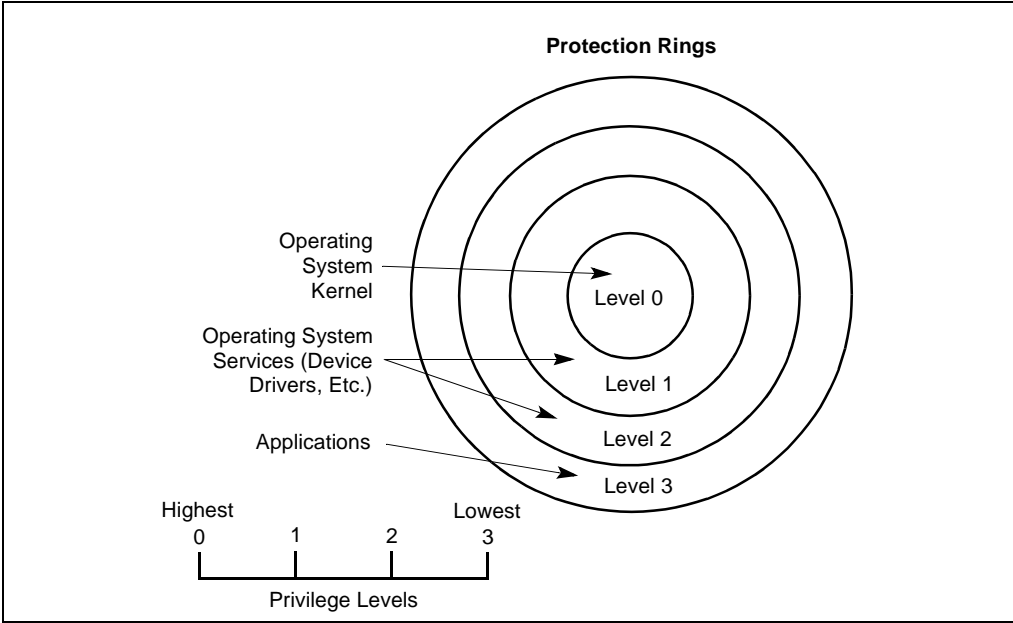 Protection Rings
Operating
System
Kernel
Level 0
Operating System
Services (Device
Drivers, Etc.)
Level 1
Level 2
Applications
Level 3
Highest
Lowest
0
1
2
3
Privilege Levels